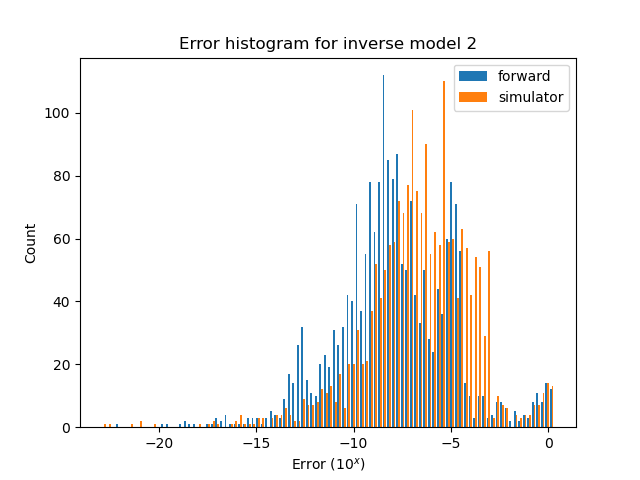 Error histogram for inverse model 2
forward
simulator
100
80
60
40
20
0
Count
−20
−15
−10
−5
0
Error (10^x)